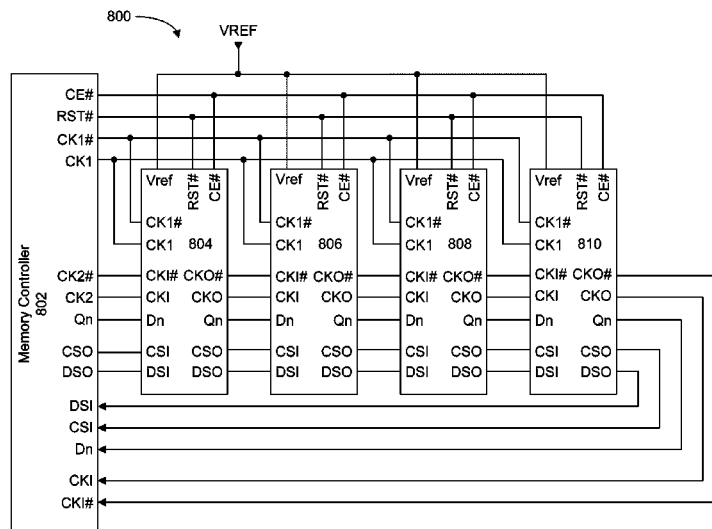 800
VREF
CE#
RST#
CK1#
CK1
Vref RST# CE#
Vref RST# CE#
Vref RST# CE#
Vref RST# CE#
CK1# CK1# CK1# CK1#
CK1 804 CK1 806 CK1 808 CK1 810
Memory Controller
802
CK2# CKI# CKO# CKI# CKO# CKI# CKO# CKI# CKO#
CK2 CKI CKO CKI CKO CKI CKO CKI CKO
Qn Dn Qn Dn Qn Dn Qn Dn Qn
CSO CSI CSO CSI CSO CSI CSO CSI CSO
DSO DSI DSO DSI DSO DSI DSO DSI DSO
DSI
CSI
Dn
CKI
CKI#